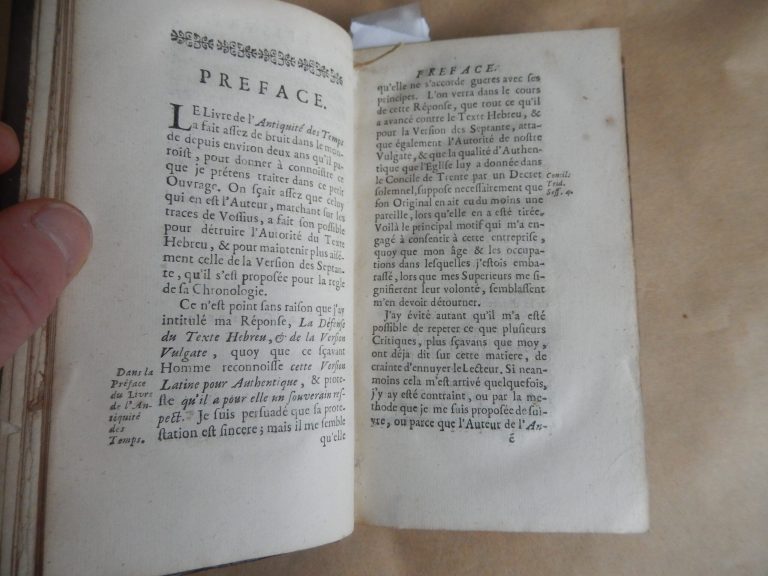 PREFACE.
LE Livre de l'Antiquité des Temps
a fait assez de bruit dans le mon-
de depuis environ deux ans qu'il pa-
roist, pour donner à connoistre ce
que je prétens traiter dans ce petit
Ouvrage. On sçait assez que celuy
qui en est l'Auteur, marchant sur les
traces de Vossius, a fait son possible
pour détruire l'Autorité du Texte
Hebreu, & pour maintenir plus aisé-
ment celle de la Version des Septan-
te, qu'il s'est proposée pour la regle
de sa Chronologie.
Ce n'est point sans raison que j'ay
intitulé ma Réponse, La Défense
du Texte Hebreu, & de la Version
Vulgate, quoy que ce sçavant
Homme reconnoisse cette Version
Latine pour Authentique, & prote-
ste qu'il a pour elle un souverain res-
pect. Je suis persuadé que sa prote-
station est sincere; mais il me semble
qu'elle
Dans la
Préface
du Livre
de l'An-
tiquité
des
Temps.
PREFACE.
qu'elle ne s'accorde gueres avec ses
principes. L'on verra dans le cours
de cette Réponse, que tout ce qu'il
a avancé contre le Texte Hebreu, &
pour la Version des Septante, atta-
que également l'Autorité de nostre
Vulgate, & que la qualité d'Authen-
tique que l'Eglise luy a donnée dans
le Concile de Trente par un Decret
solemnel, suppose necessairement que
son Original en ait eu du moins une
pareille, lors qu'elle en a esté tirée.
Voilà le principal motif qui m'a en-
gagé à consentir à cette entreprise,
quoy que mon âge & les occupa-
tions dans lesquelles j'estois emba-
rassé, lors que mes Superieurs me si-
gnifierent leur volonté, semblassent
m'en devoir détourner.
J'ay évité autant qu'il m'a esté
possible de repeter ce que plusieurs
Critiques, plus sçavans que moy,
ont déjà dit sur cette matiere, de
crainte d'ennuyer le Lecteur. Si nean-
moins cela m'est arrivé quelquefois,
j'y ay esté contraint, ou par la me-
thode que je me suis proposée de sui-
vre, ou parce que l'Auteur de l'An-
é
Concile
Trid.
Sess. 4.